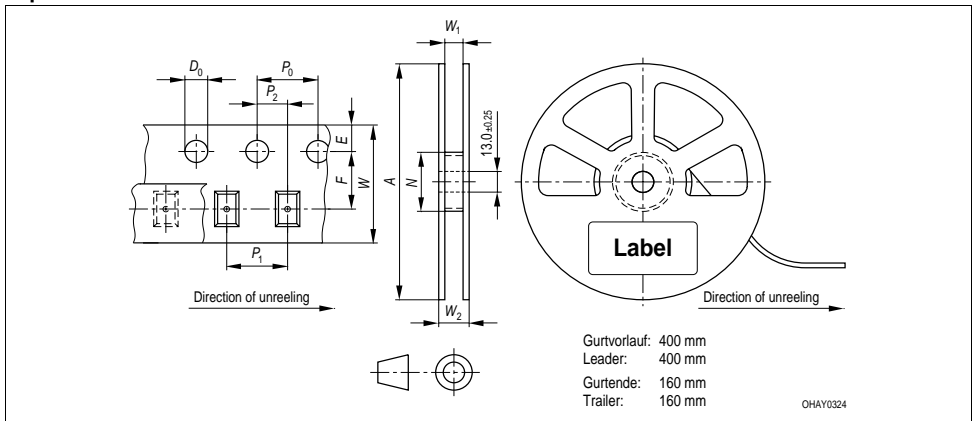 W1
D0
P0
P2
E
F
W
A
N
13.0 ±0.25
P1
W2
Label
Direction of unreeling
Direction of unreeling
Gurtvorlauf: 400 mm
Leader: 400 mm
Gurtende: 160 mm
Trailer: 160 mm
OHAY0324